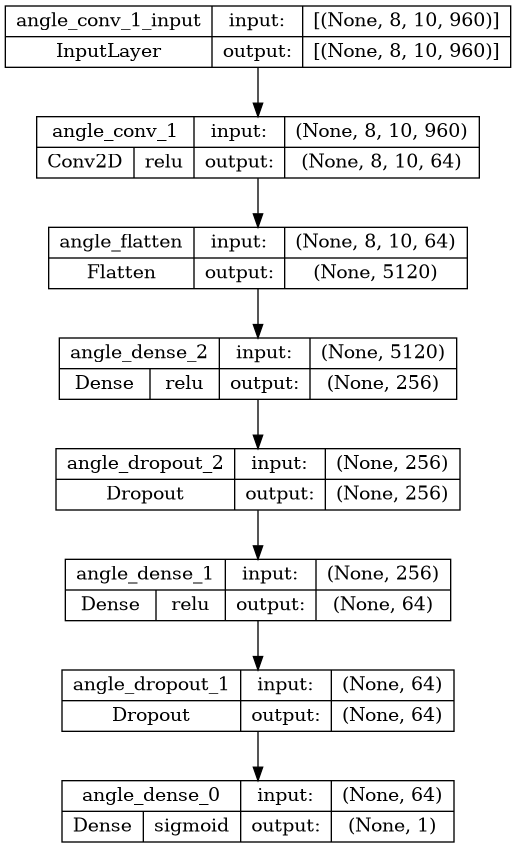 angle_conv_1_input input: [(None, 8, 10, 960)]
InputLayer output: [(None, 8, 10, 960)]
angle_conv_1 input: (None, 8, 10, 960)
Conv2D relu output: (None, 8, 10, 64)
angle_flatten input: (None, 8, 10, 64)
Flatten output: (None, 5120)
angle_dense_2 input: (None, 5120)
Dense relu output: (None, 256)
angle_dropout_2 input: (None, 256)
Dropout output: (None, 256)
angle_dense_1 input: (None, 256)
Dense relu output: (None, 64)
angle_dropout_1 input: (None, 64)
Dropout output: (None, 64)
angle_dense_0 input: (None, 64)
Dense sigmoid output: (None, 1)